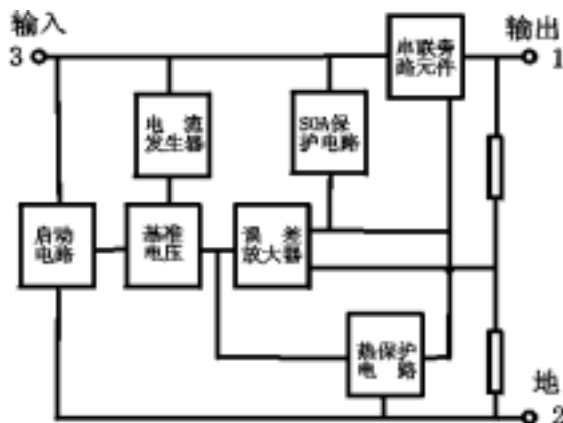 输入
3
串联旁
路元件
输出
1
电 流
发生器
SOA保
护电路
启动
电路
基准
电压
误差
放大器
热保护
电 路
地
2